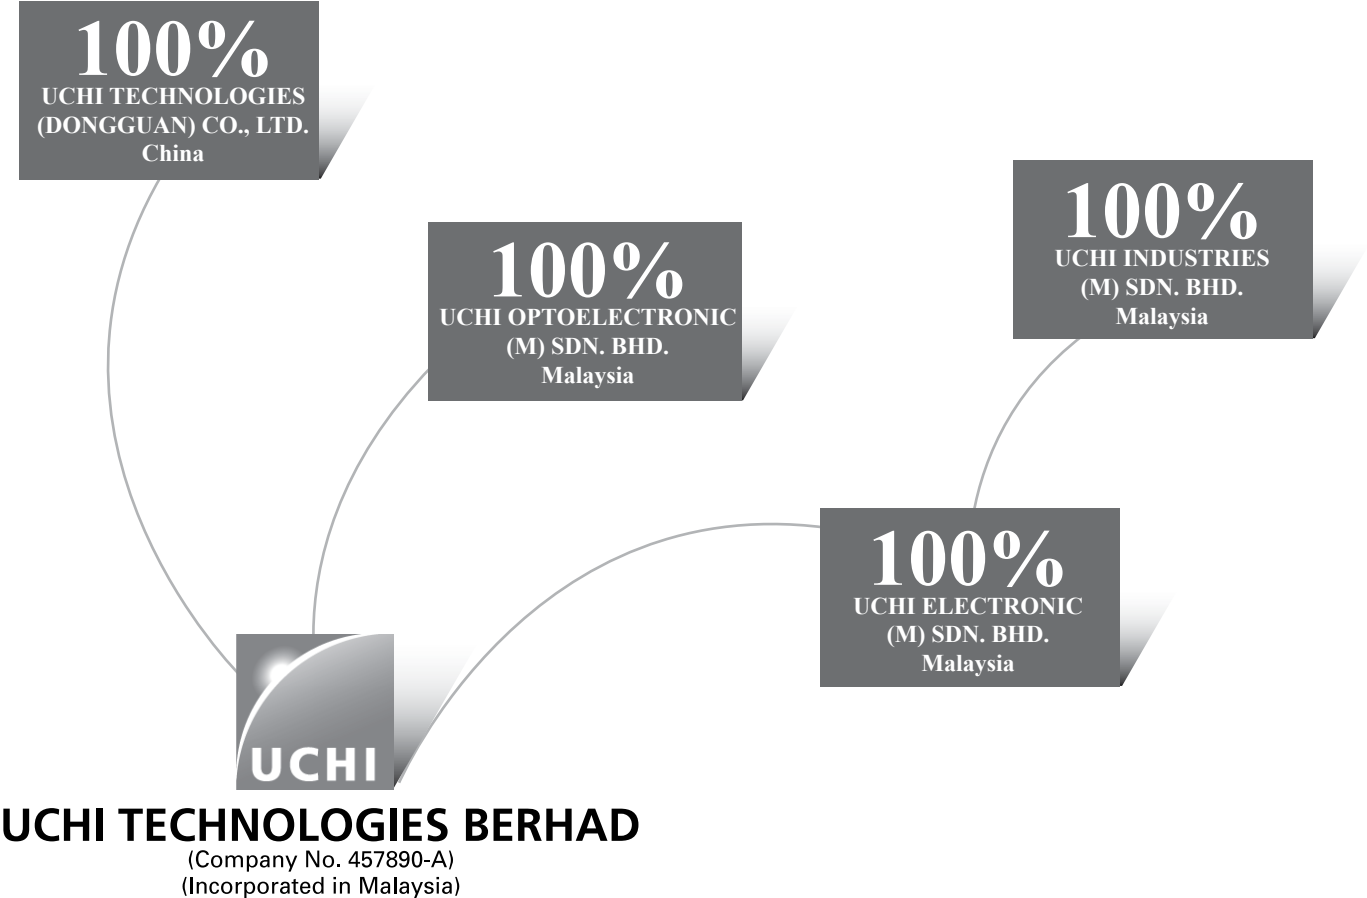 100%
UCHI TECHNOLOGIES
(DONGGUAN) CO., LTD.
China
100%
UCHI OPTOELECTRONIC
(M) SDN. BHD.
Malaysia
100%
UCHI INDUSTRIES
(M) SDN. BHD.
Malaysia
100%
UCHI ELECTRONIC
(M) SDN. BHD.
Malaysia
UCHI
UCHI TECHNOLOGIES BERHAD
(Company No. 457890-A)
(Incorporated in Malaysia)